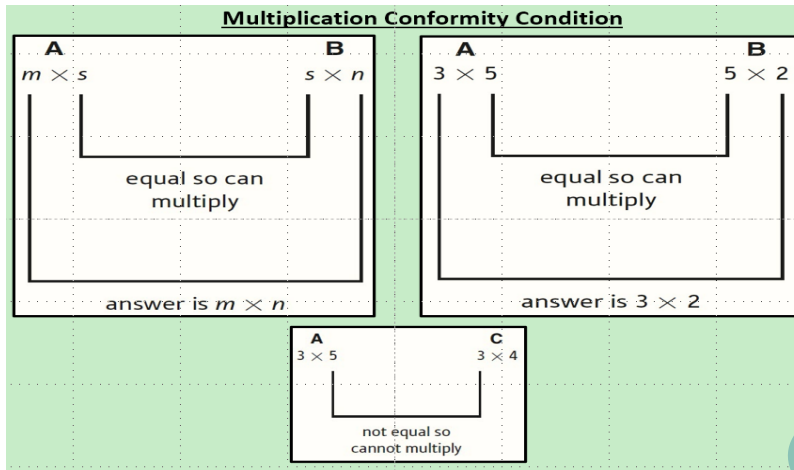 Multiplication Conformity Condition
A B
m × s s × n
equal so can
multiply
answer is m × n
A B
3 × 5 5 × 2
equal so can
multiply
answer is 3 × 2
A C
3 × 5 3 × 4
not equal so
cannot multiply